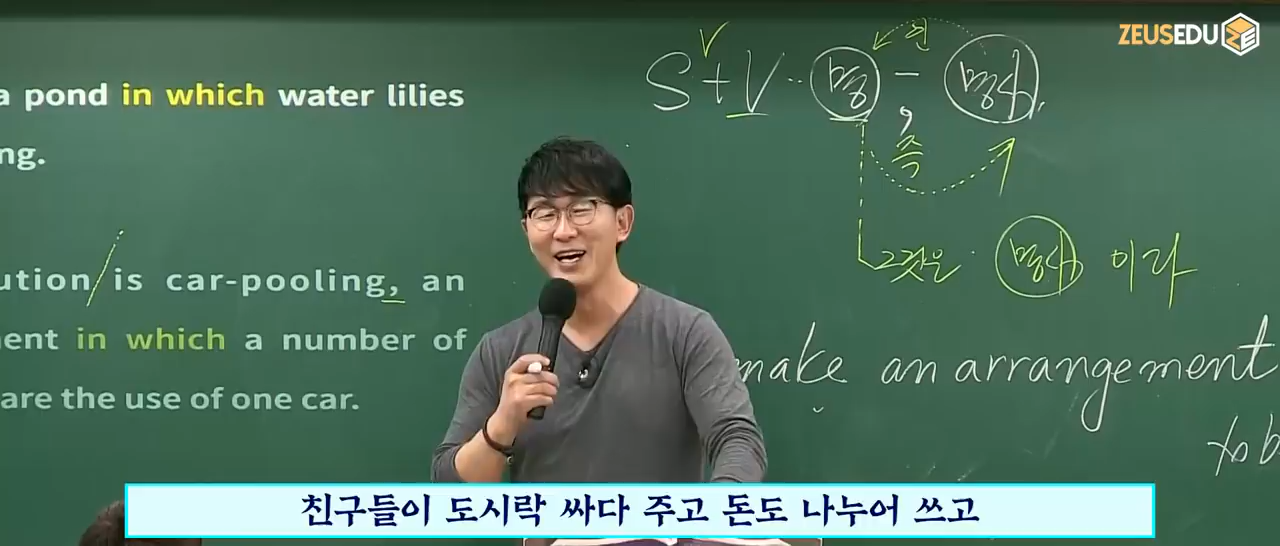 ZEUSEDU
a pond in which water lilies
ng.
S+V·· 명 – 명사.
인
, 즉
그것은 명사 이다
ution/is car-pooling, an
ent in which a number of
are the use of one car.
make an arrangement
to b
친구들이 도시락 싸다 주고 돈도 나누어 쓰고